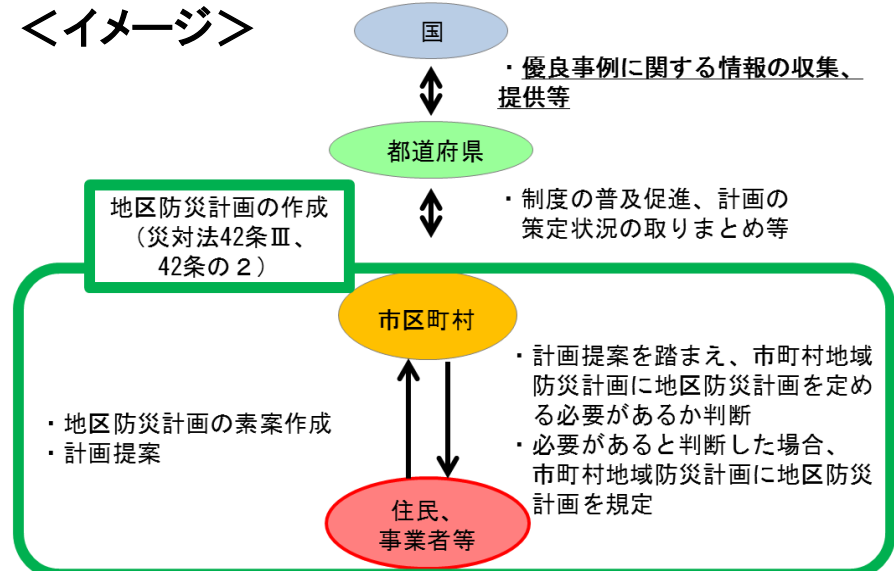 ＜イメージ＞
国
・優良事例に関する情報の収集、
提供等
都道府県
・制度の普及促進、計画の
策定状況の取りまとめ等
地区防災計画の作成
（災対法42条Ⅲ、
42条の２）
市区町村
・計画提案を踏まえ、市町村地域
防災計画に地区防災計画を定め
る必要があるか判断
・必要があると判断した場合、
市町村地域防災計画に地区防災
計画を規定
・地区防災計画の素案作成
・計画提案
住民、
事業者等